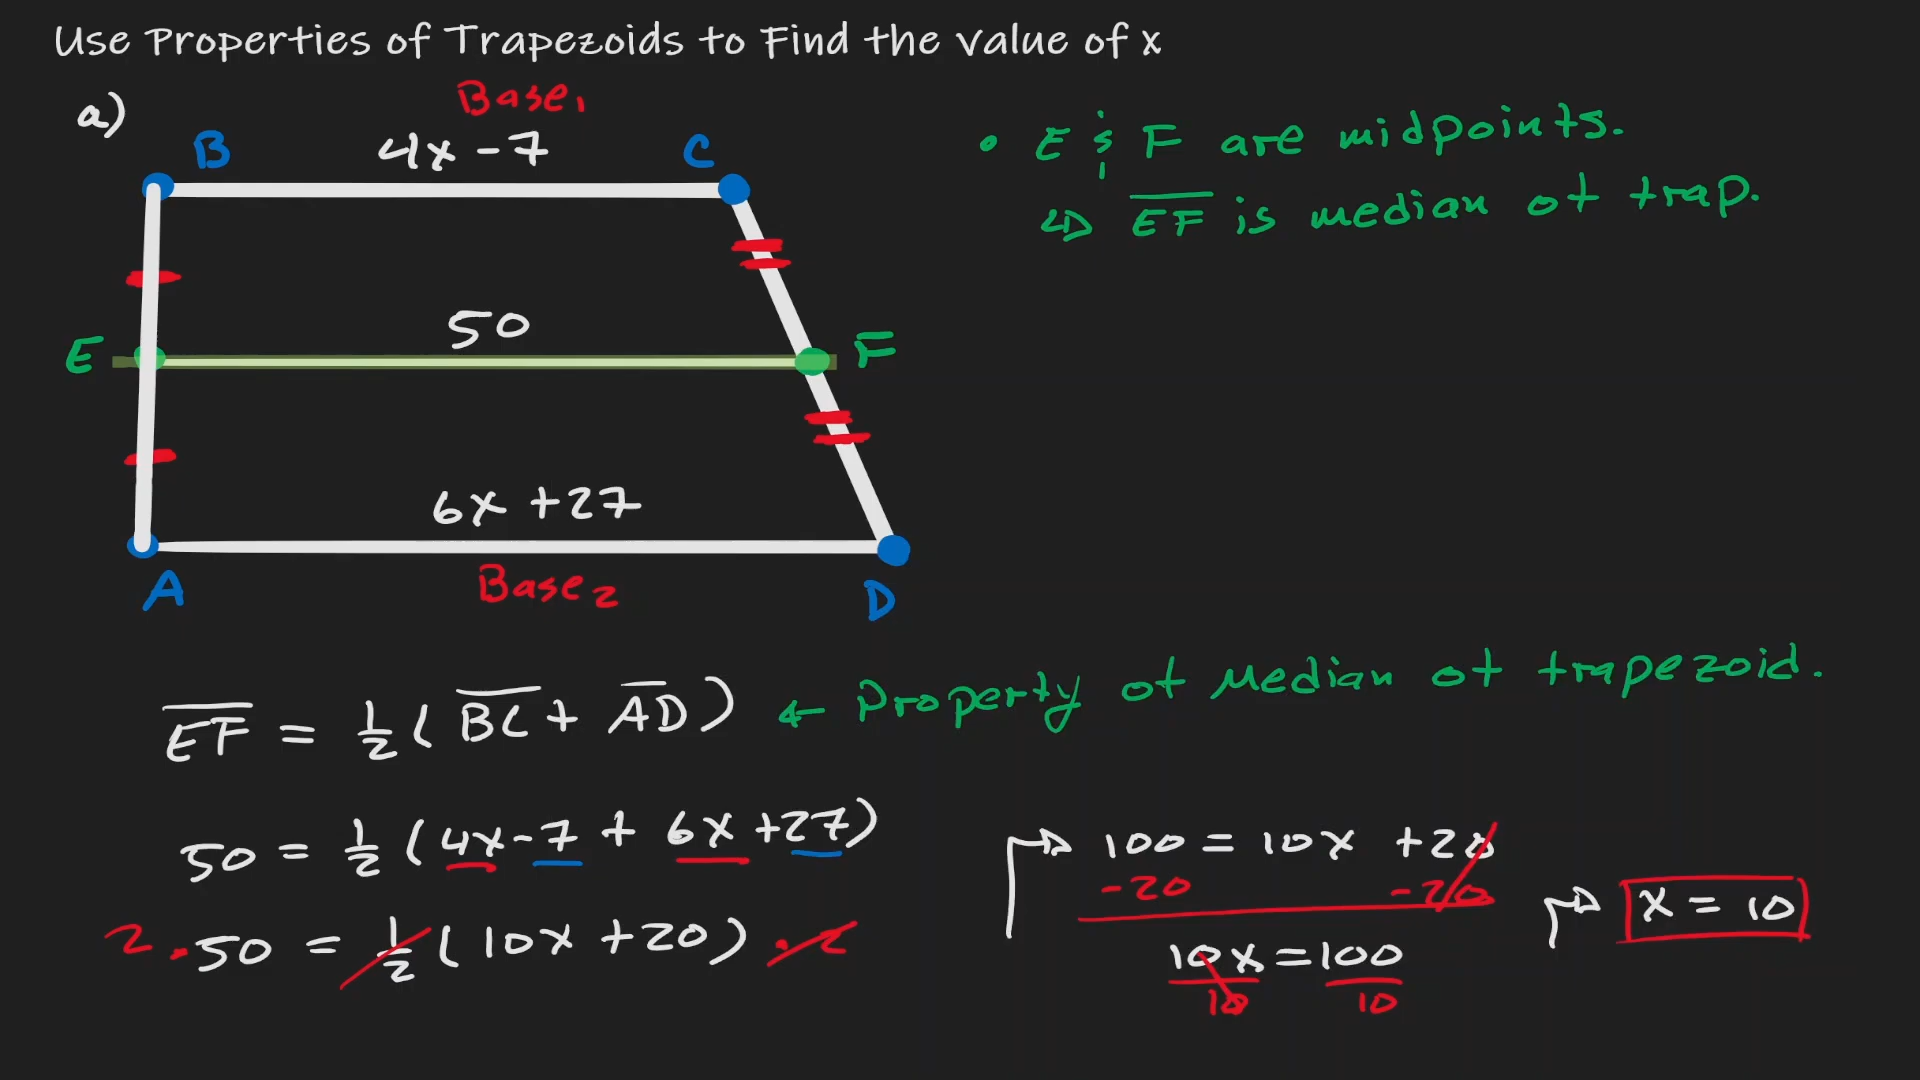 Use Properties of Trapezoids to Find the value of x
a)
Base₁
B 4x - 7 C
E 50 F
6x + 27
A Base₂ D
• E & F are midpoints.
↳ EF is median of trap.
EF = 1/2 ( BC + AD ) ← Property of Median of trapezoid.
50 = 1/2 ( 4x - 7 + 6x + 27 )
2 · 50 = 1/2 ( 10x + 20 ) · 2
100 = 10x + 20
-20 -20
10x = 100
10 10
x = 10